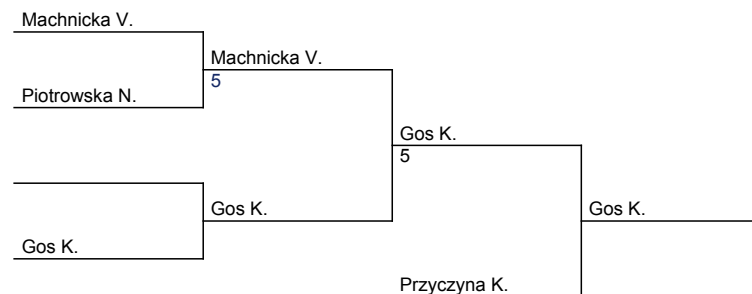 Machnicka V.
Machnicka V.
5
Piotrowska N.
Gos K.
5
Gos K.
Gos K.
Gos K.
Przyczyna K.